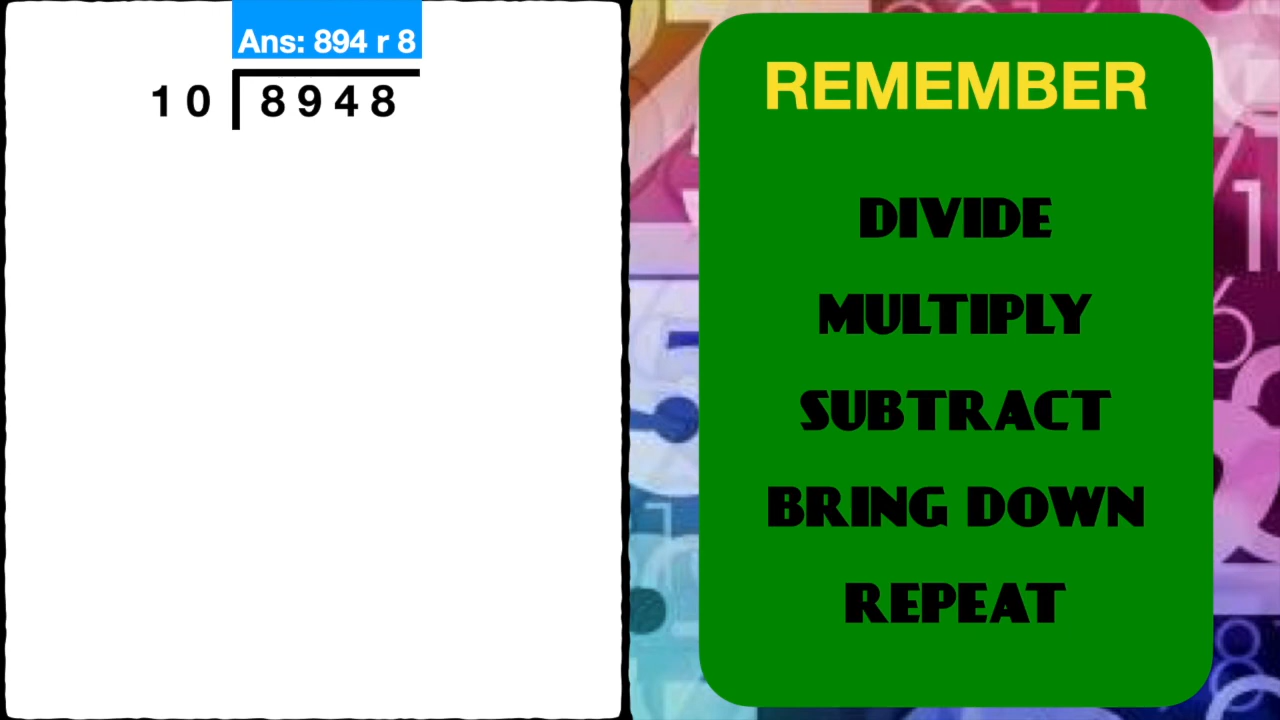 Ans: 894 r 8
10 8948
REMEMBER
DIVIDE
MULTIPLY
SUBTRACT
BRING DOWN
REPEAT